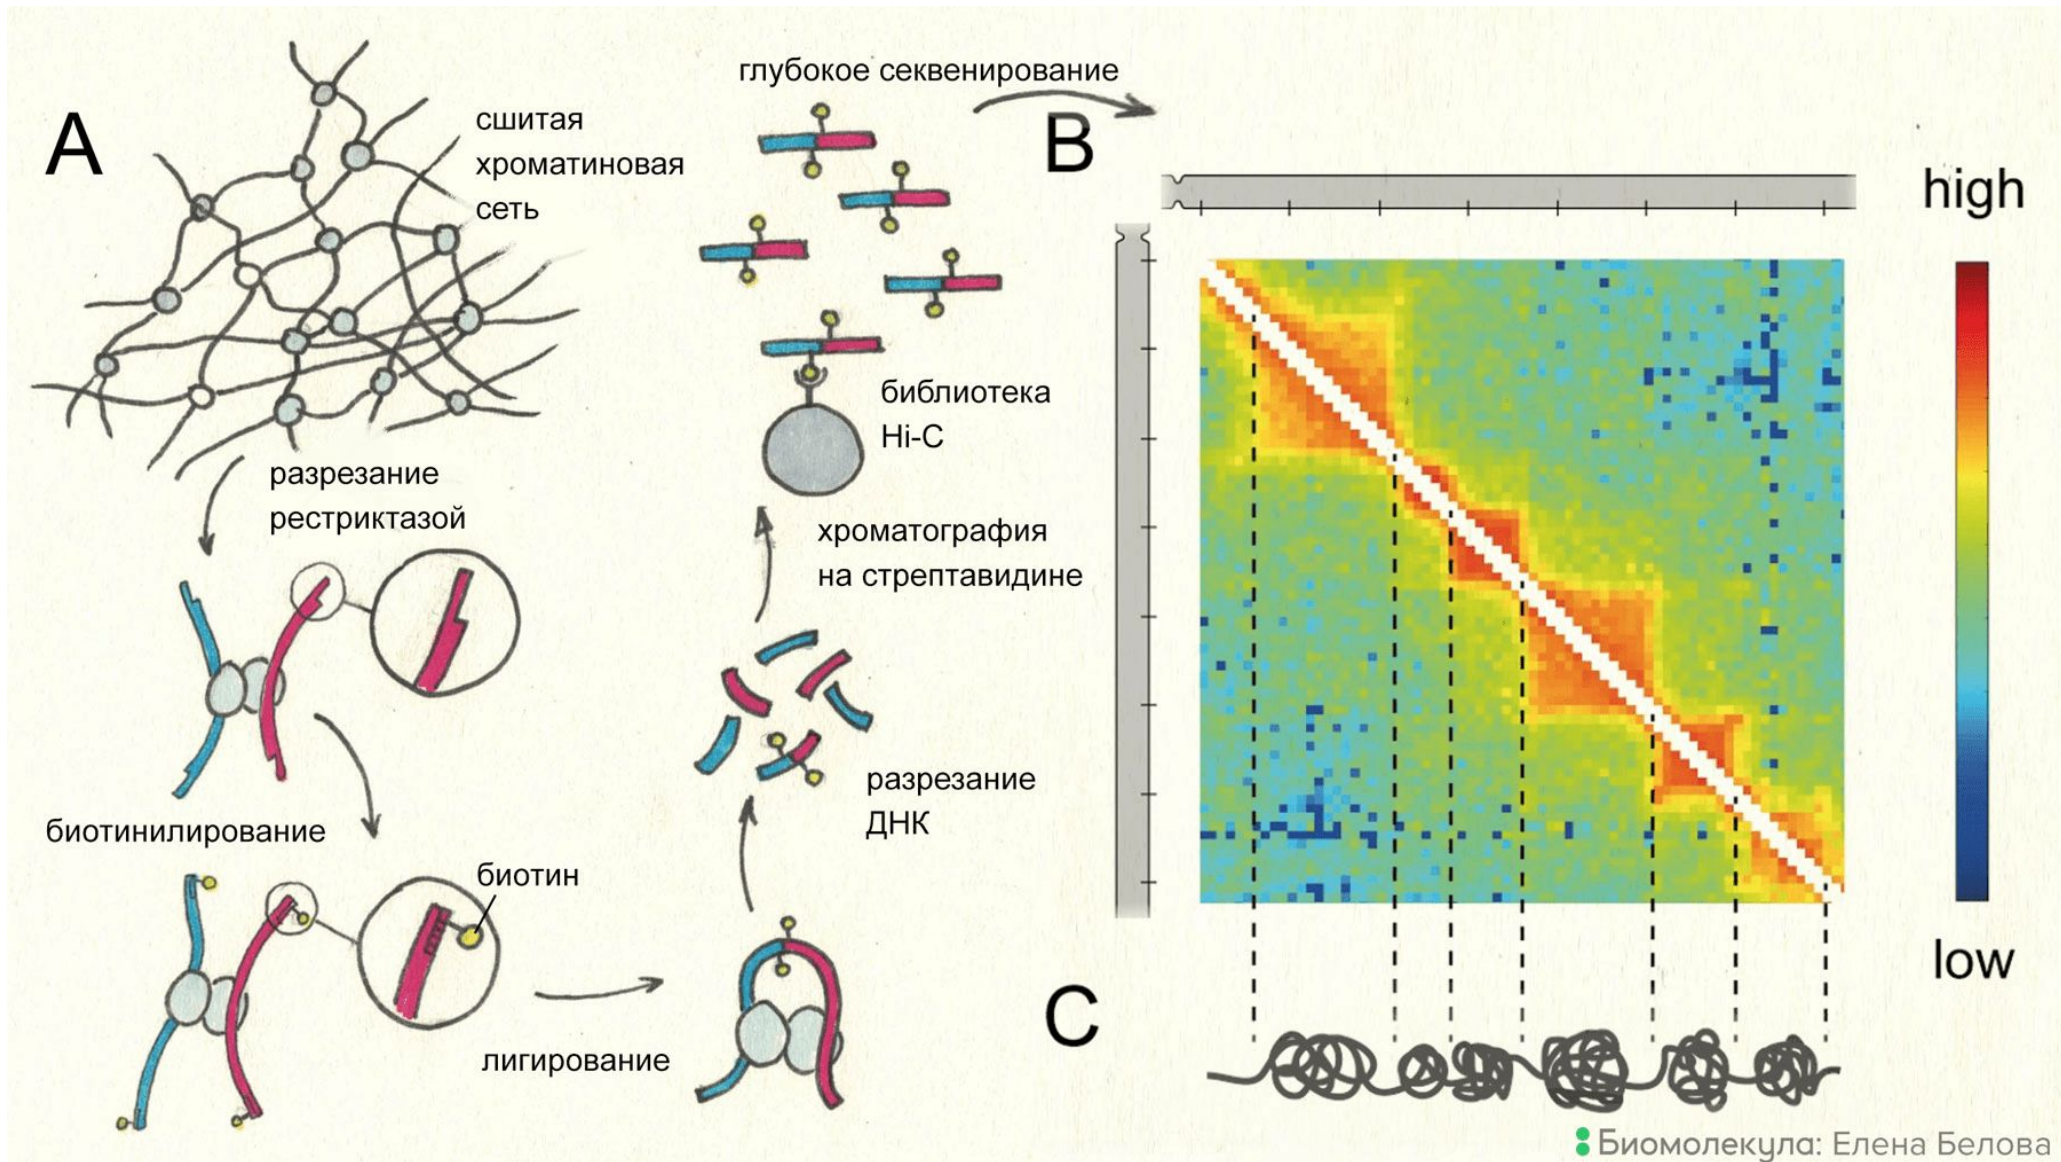 A
сшитая
хроматиновая
сеть
разрезание
рестриктазой
биотинилирование
биотин
лигирование
разрезание
ДНК
хроматография
на стрептавидине
библиотека
Hi-C
глубокое секвенирование
B
high
low
C
Биомолекула: Елена Белова